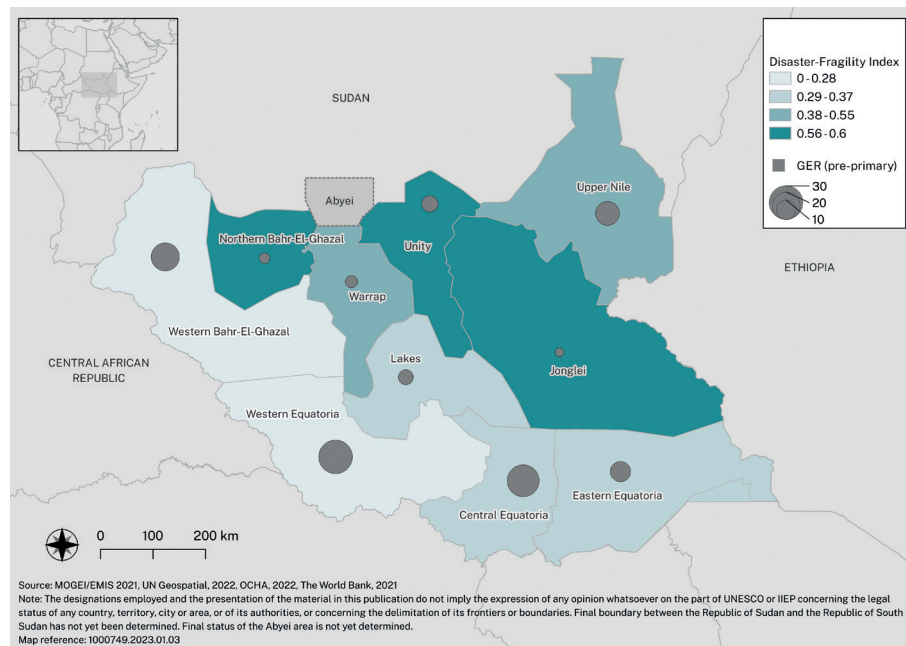 SUDAN
Disaster-Fragility Index
0 - 0.28
0.29 - 0.37
0.38 - 0.55
0.56 - 0.6
GER (pre-primary)
30
20
10
Upper Nile
Abyei
Northern Bahr-El-Ghazal
Unity
ETHIOPIA
Warrap
Western Bahr-El-Ghazal
CENTRAL AFRICAN
REPUBLIC
Lakes
Jonglei
Western Equatoria
Eastern Equatoria
Central Equatoria
0 100 200 km
Source: MOGEI/EMIS 2021, UN Geospatial, 2022, OCHA, 2022, The World Bank, 2021
Note: The designations employed and the presentation of the material in this publication do not imply the expression of any opinion whatsoever on the part of UNESCO or IIEP concerning the legal
status of any country, territory, city or area, or of its authorities, or concerning the delimitation of its frontiers or boundaries. Final boundary between the Republic of Sudan and the Republic of South
Sudan has not yet been determined. Final status of the Abyei area is not yet determined.
Map reference: 1000749.2023.01.03